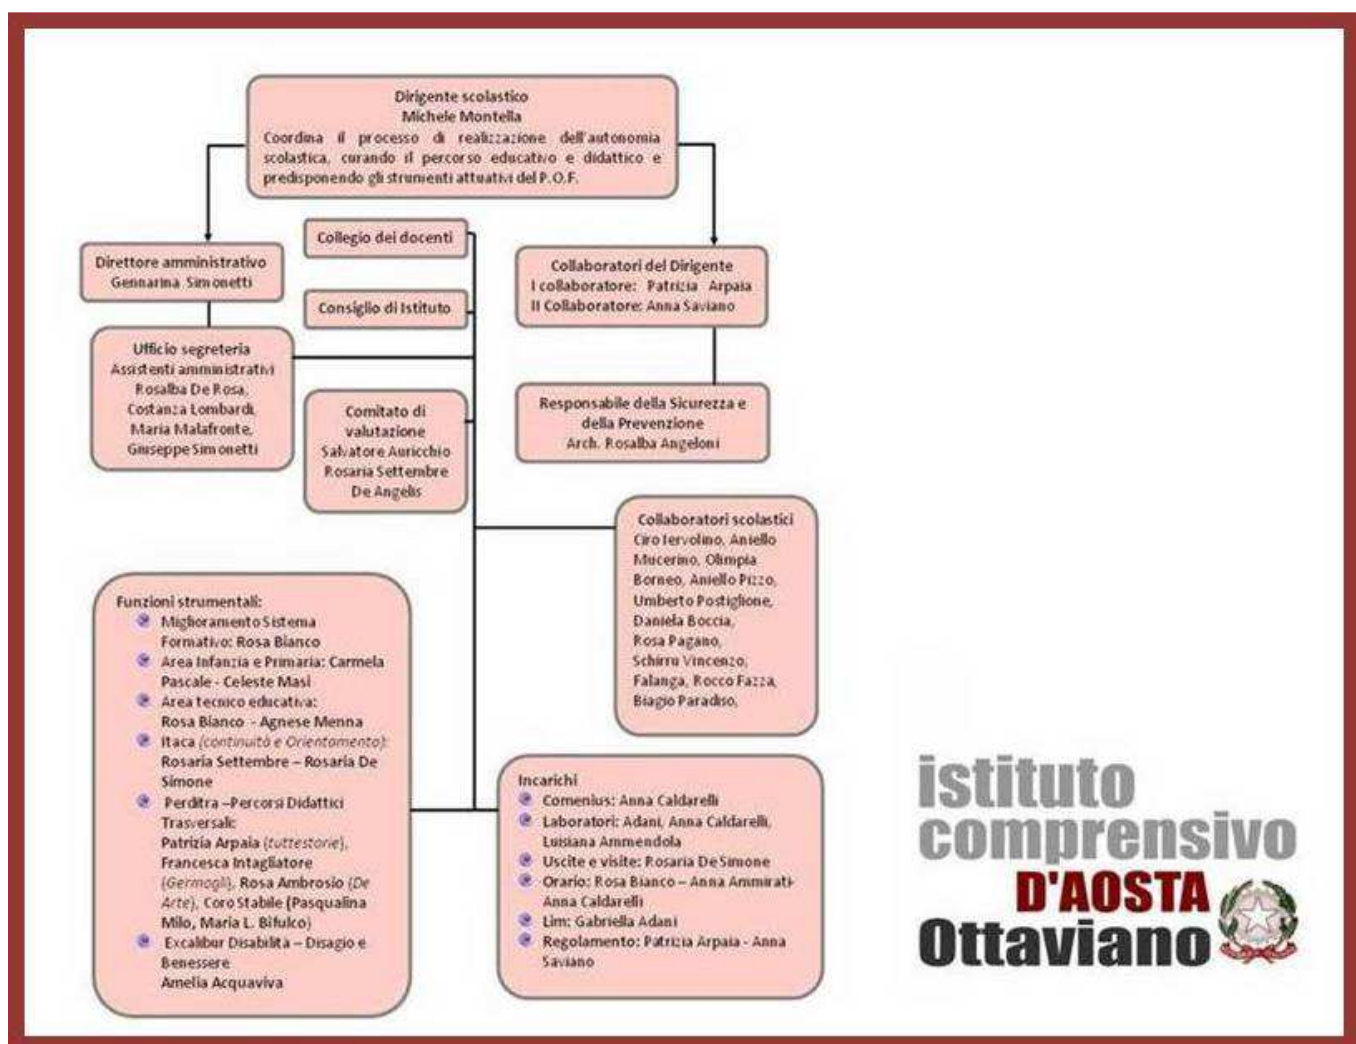 Dirigente scolastico
Michele Montella
Coordina il processo di realizzazione dell'autonomia
scolastica, curando il percorso educativo e didattico e
predisponendo gli strumenti attuativi del P.O.F.
Collegio dei docenti
Direttore amministrativo
Gennarina Simonetti
Collaboratori del Dirigente
I collaboratore: Patrizia Arpaia
II Collaboratore: Anna Saviano
Consiglio di Istituto
Ufficio segreteria
Assistenti amministrativi
Rosalba De Rosa,
Costanza Lombardi,
Maria Malafronte,
Giuseppe Simonetti
Comitato di
valutazione
Salvatore Auricchio
Rosaria Settembre
De Angelis
Responsabile della Sicurezza e
della Prevenzione
Arch. Rosalba Angeloni
Collaboratori scolastici
Ciro Iervolino, Aniello
Mucerino, Olimpia
Borneo, Aniello Pizzo,
Umberto Postiglione,
Daniela Boccia,
Rosa Pagano,
Schirru Vincenzo,
Falanga, Rocco Fazza,
Biagio Paradiso,
Funzioni strumentali:
Miglioramento Sistema
Formativo: Rosa Bianco
Area Infanzia e Primaria: Carmela
Pascale - Celeste Masi
Area tecnico educativa:
Rosa Bianco - Agnese Menna
Itaca (continuità e Orientamento):
Rosaria Settembre – Rosaria De
Simone
Perditra –Percorsi Didattici
Trasversali:
Patrizia Arpaia (tuttestorie),
Francesca Intagliatore
(Germogli), Rosa Ambrosio (De
Arte), Coro Stabile (Pasqualina
Milo, Maria L. Bifulco)
Excalibur Disabilità – Disagio e
Benessere
Amelia Acquaviva
Incarichi
Comenius: Anna Caldarelli
Laboratori: Adani, Anna Caldarelli,
Luisiana Ammendola
Uscite e visite: Rosaria De Simone
Orario: Rosa Bianco – Anna Ammirati-
Anna Caldarelli
Lim: Gabriella Adani
Regolamento: Patrizia Arpaia - Anna
Saviano
istituto
comprensivo
D'AOSTA
Ottaviano